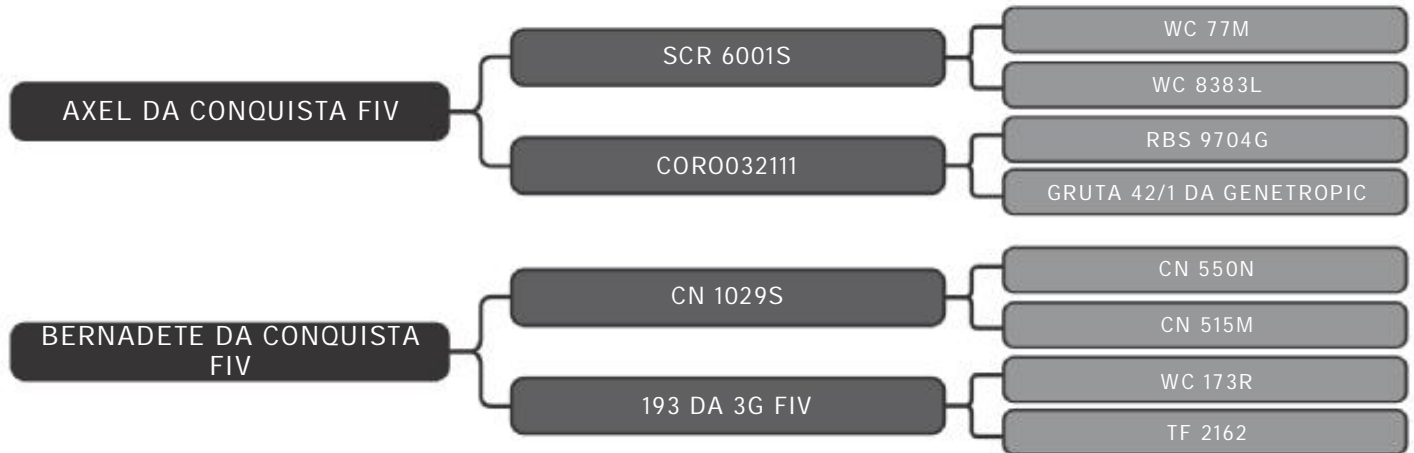 WC 77M
SCR 6001S
WC 8383L
AXEL DA CONQUISTA FIV
RBS 9704G
CORO032111
GRUTA 42/1 DA GENETROPIC
CN 550N
CN 1029S
CN 515M
BERNADETE DA CONQUISTA
FIV
WC 173R
193 DA 3G FIV
TF 2162